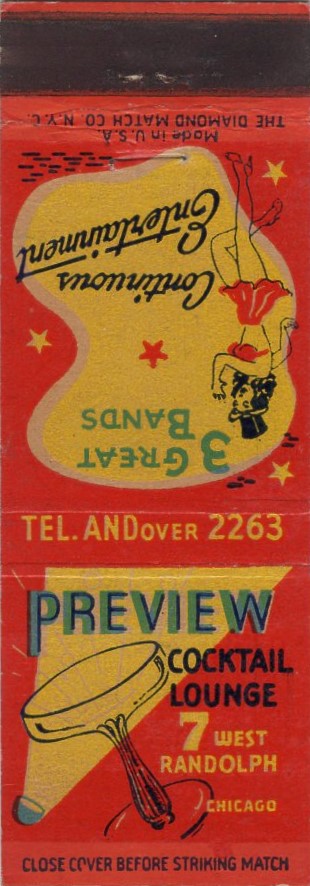 THE DIAMOND MATCH CO. N.Y.C.
Made in U.S.A.
3 GREAT
BANDS
Continuous
Entertainment
TEL. ANDOVER 2263
PREVIEW
COCKTAIL
LOUNGE
7 WEST
RANDOLPH
CHICAGO
CLOSE COVER BEFORE STRIKING MATCH